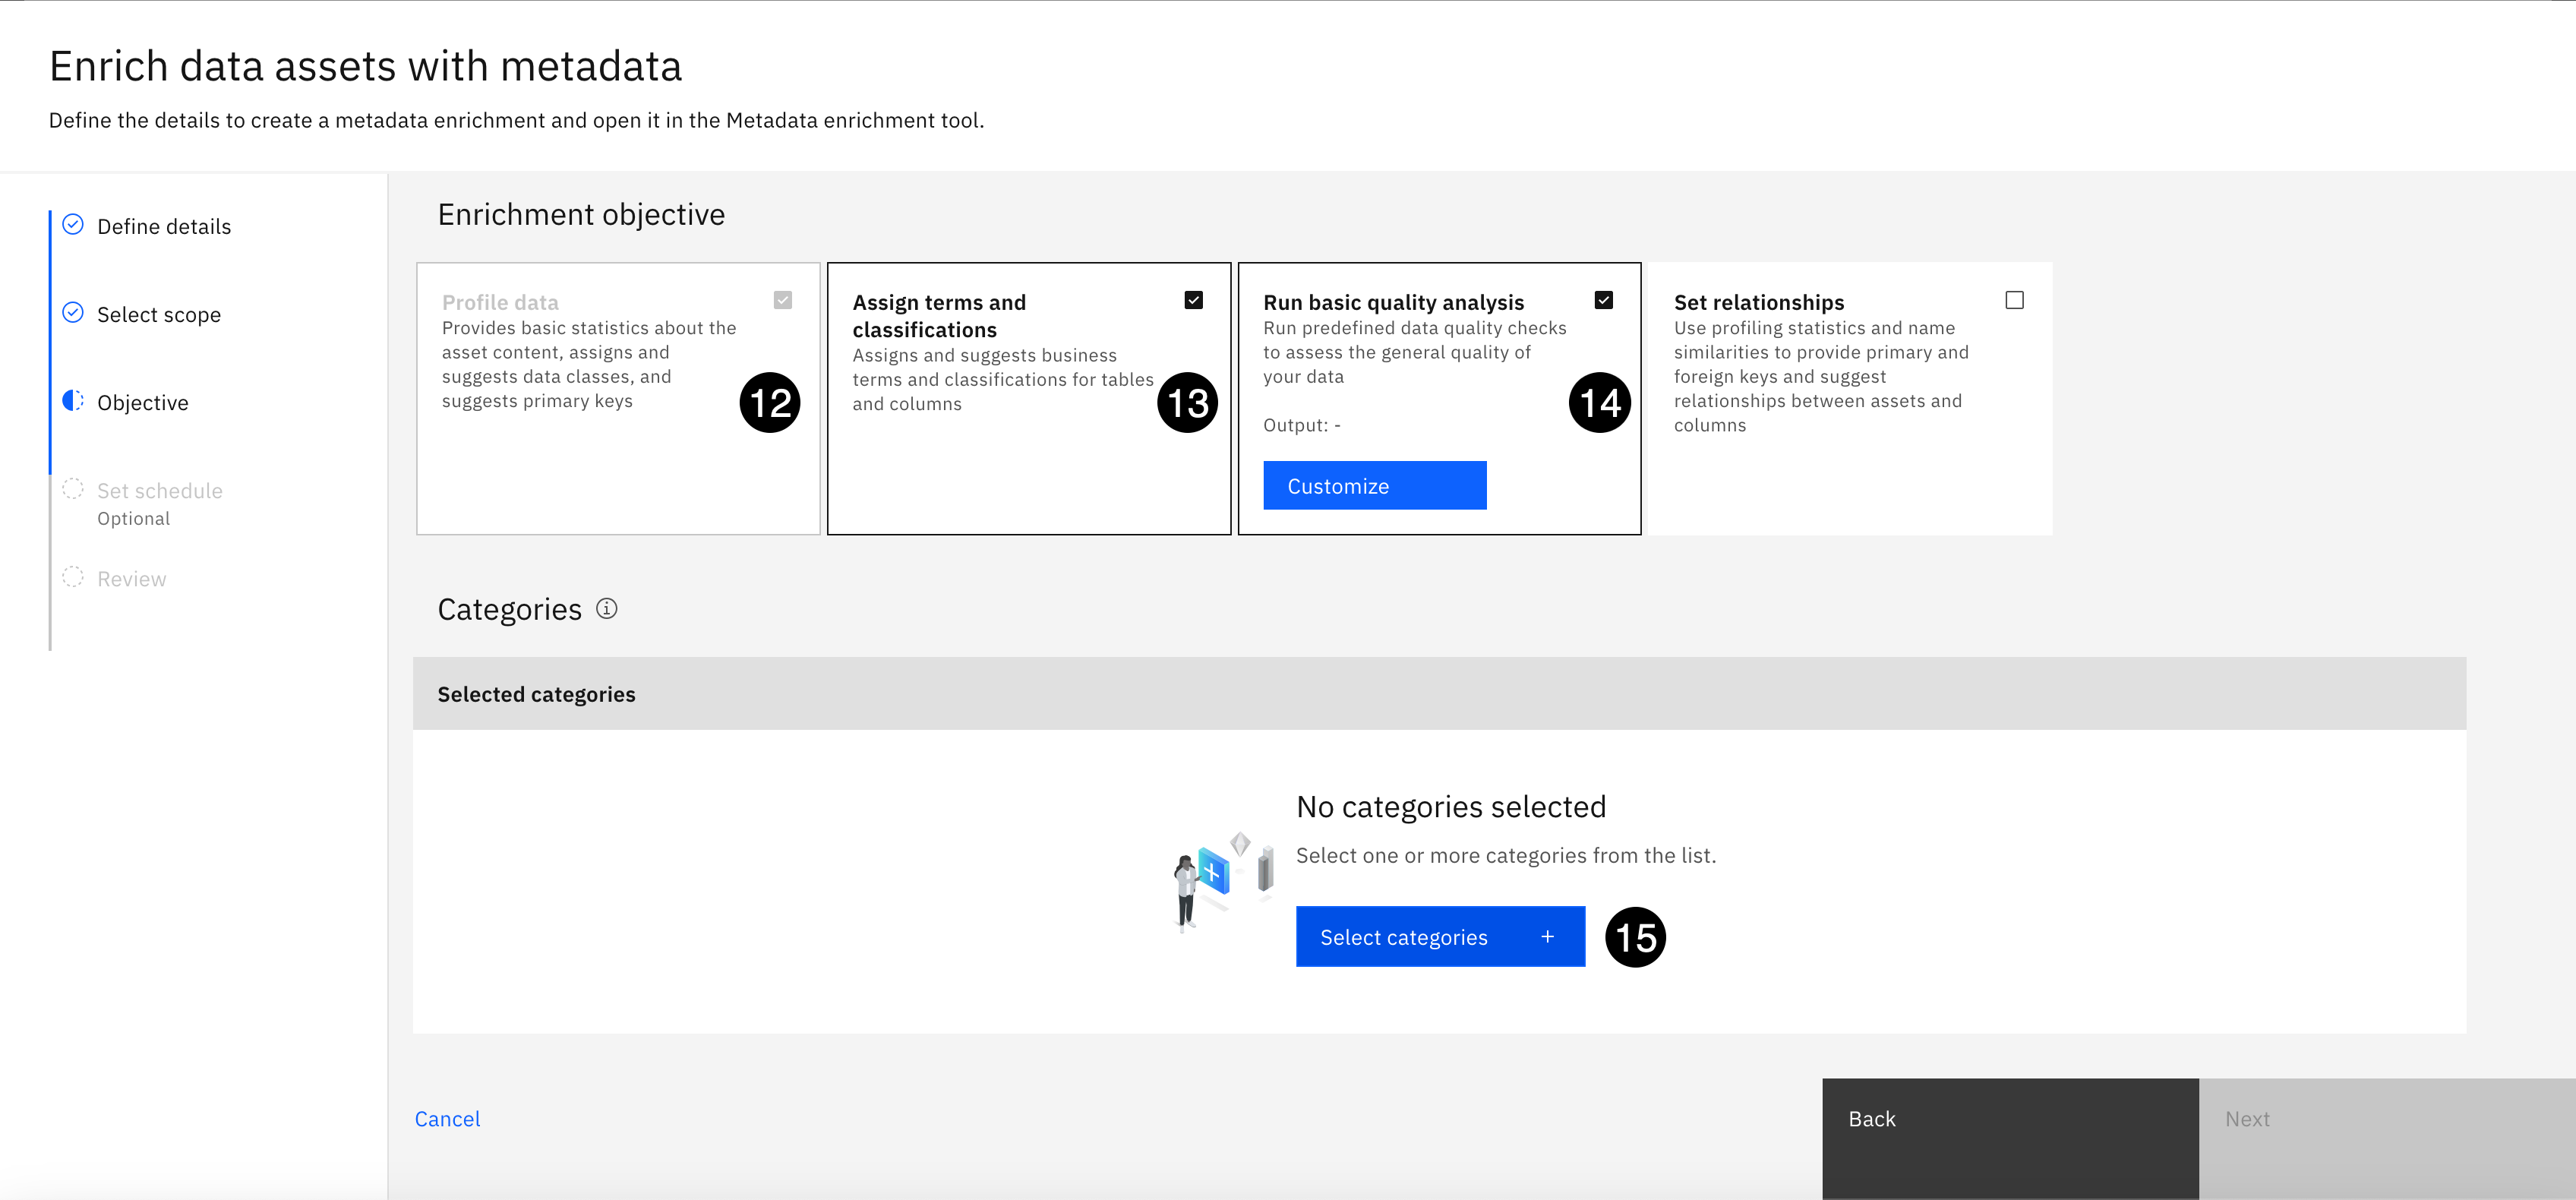 Enrich data assets with metadata
Define the details to create a metadata enrichment and open it in the Metadata enrichment tool.
Define details
Select scope
Objective
Set schedule
Optional
Review
Enrichment objective
Profile data
Provides basic statistics about the
asset content, assigns and
suggests data classes, and
suggests primary keys
12
Assign terms and
classifications
Assigns and suggests business
terms and classifications for tables
and columns
13
Run basic quality analysis
Run predefined data quality checks
to assess the general quality of
your data
Output: -
14
Customize
Set relationships
Use profiling statistics and name
similarities to provide primary and
foreign keys and suggest
relationships between assets and
columns
Categories
Selected categories
No categories selected
Select one or more categories from the list.
Select categories +
15
Cancel
Back
Next